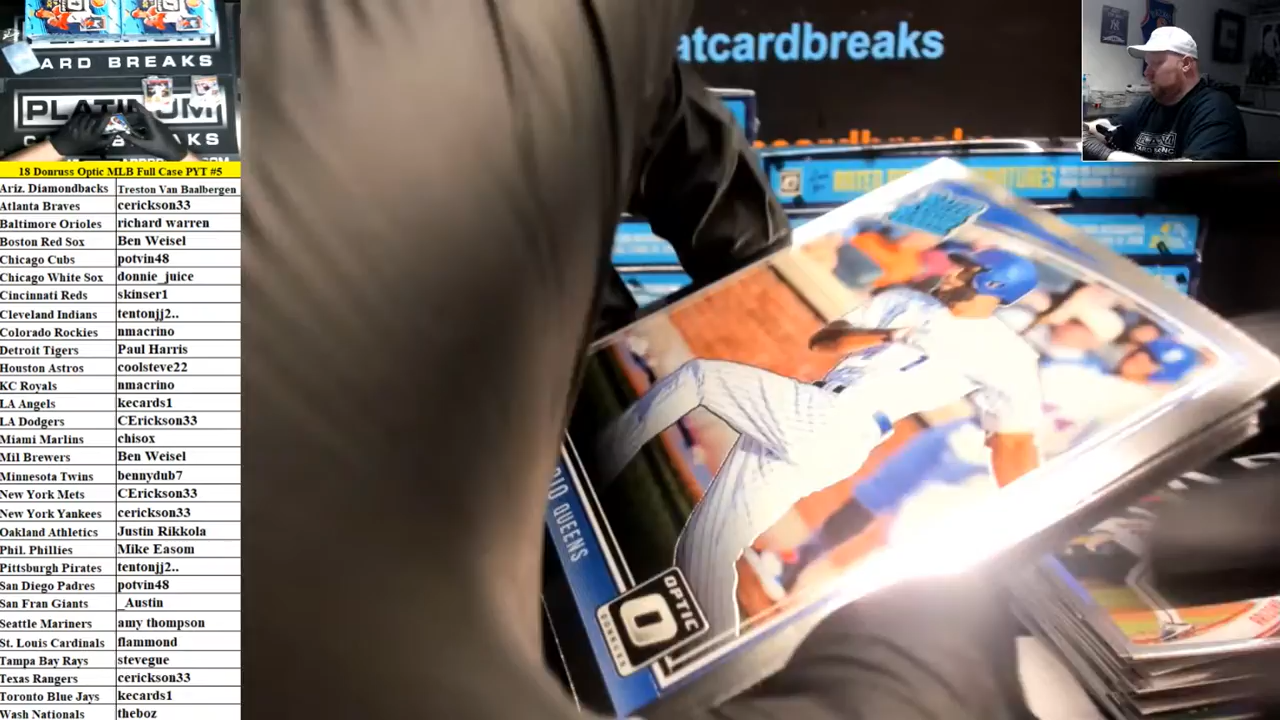 atcardbreaks
ARD BREAKS
PLATINUM
C RD BREAKS
18 Donruss Optic MLB Full Case PYT #5
Ariz. Diamondbacks Treston Van Baalbergen
Atlanta Braves cerickson33
Baltimore Orioles richard warren
Boston Red Sox Ben Weisel
Chicago Cubs potvin48
Chicago White Sox donnie_juice
Cincinnati Reds skinser1
Cleveland Indians tentonjj2..
Colorado Rockies nmacrino
Detroit Tigers Paul Harris
Houston Astros coolsteve22
KC Royals nmacrino
LA Angels kecards1
LA Dodgers CErickson33
Miami Marlins chisox
Mil Brewers Ben Weisel
Minnesota Twins bennydub7
New York Mets CErickson33
New York Yankees cerickson33
Oakland Athletics Justin Rikkola
Phil. Phillies Mike Easom
Pittsburgh Pirates tentonjj2..
San Diego Padres potvin48
San Fran Giants _Austin
Seattle Mariners amy thompson
St. Louis Cardinals flammond
Tampa Bay Rays stevegue
Texas Rangers cerickson33
Toronto Blue Jays kecards1
Wash Nationals theboz
QUEENS
OPTIC
DONRUSS